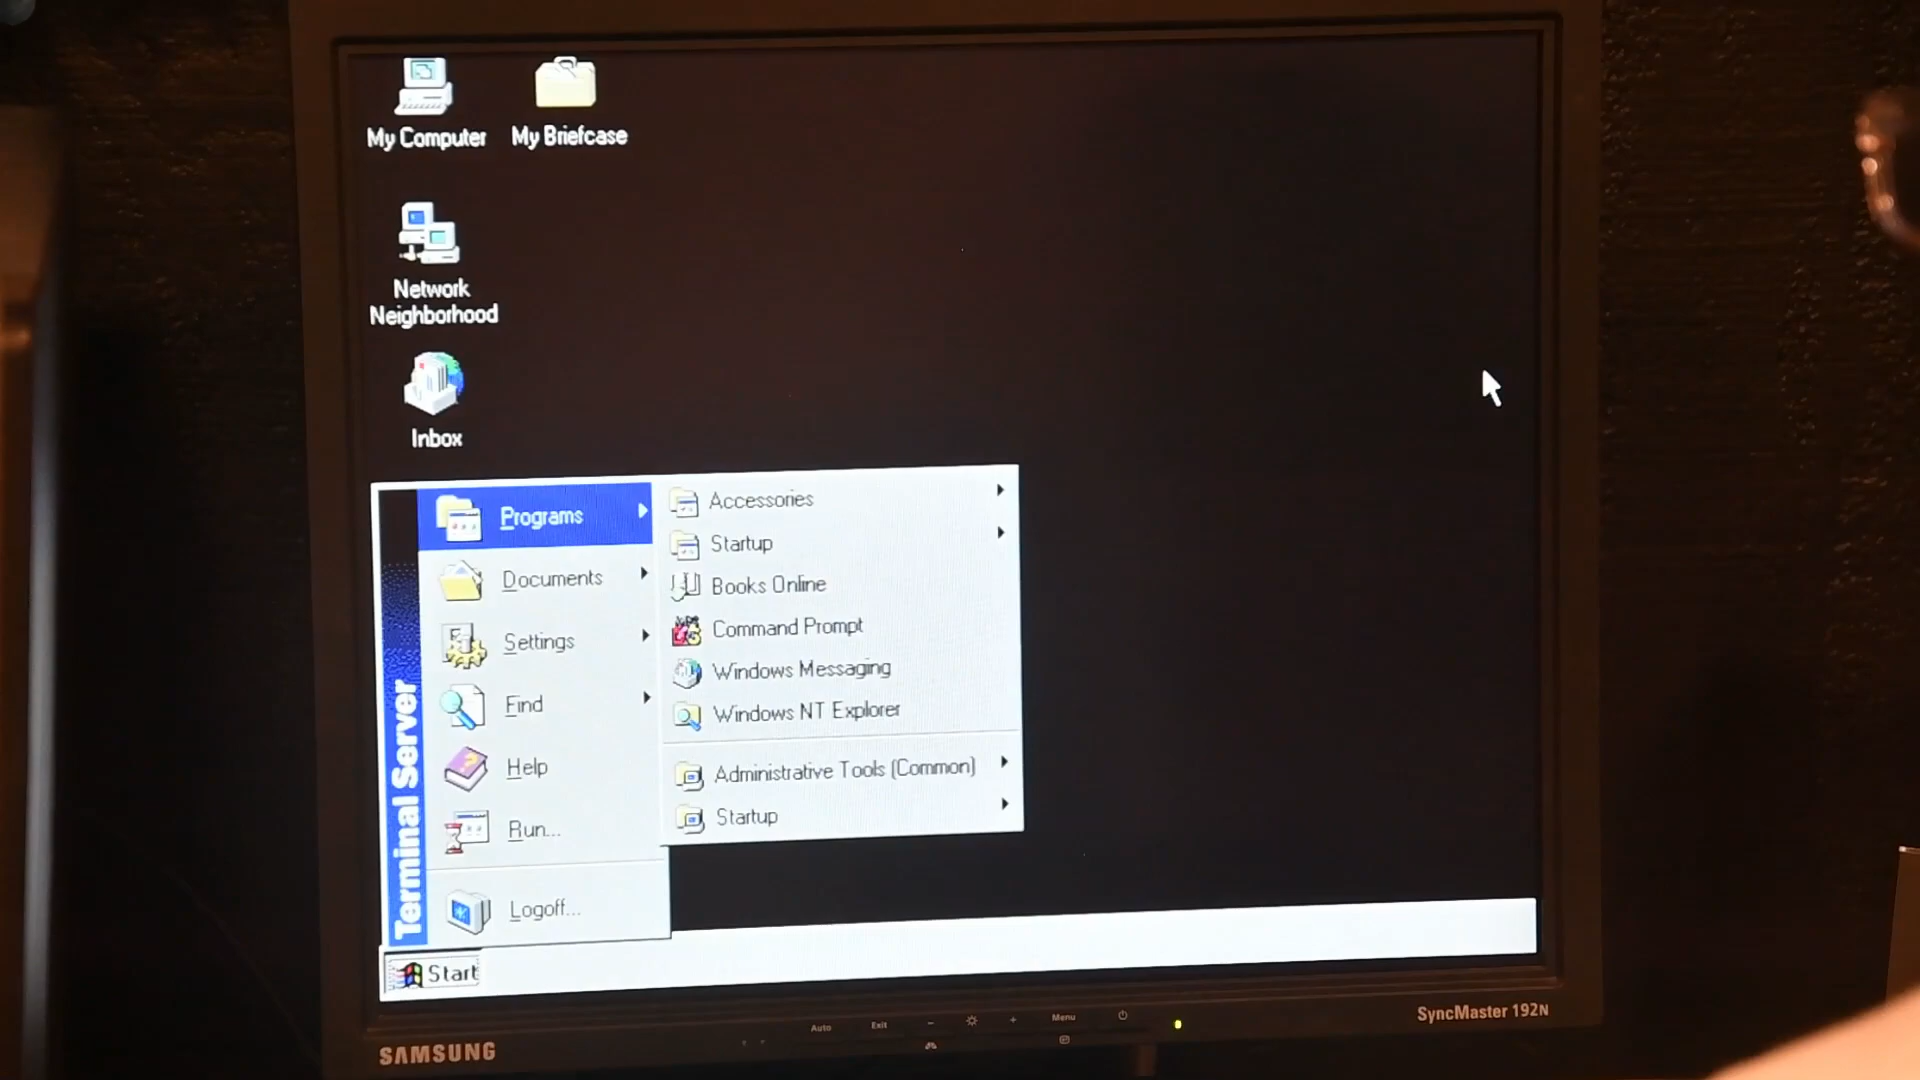 My Computer
My Briefcase
Network
Neighborhood
Inbox
Programs
Documents
Settings
Find
Help
Run...
Logoff...
Terminal Server
Accessories
Startup
Books Online
Command Prompt
Windows Messaging
Windows NT Explorer
Administrative Tools (Common)
Startup
Start
Auto
Exit
−
+
Menu
SAMSUNG
SyncMaster 192N